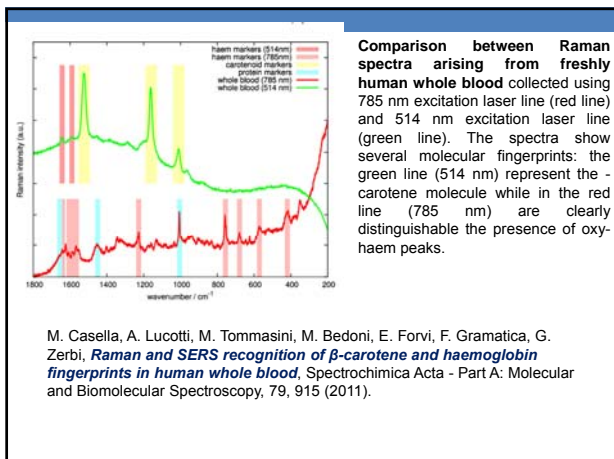 haem markers (514nm)
haem markers (785nm)
carotenoid markers
protein markers
whole blood (785 nm)
whole blood (514 nm)
Raman intensity (a.u.)
1800 1600 1400 1200 1000 800 600 400 200
wavenumber / cm⁻¹
Comparison between Raman
spectra arising from freshly
human whole blood collected using
785 nm excitation laser line (red line)
and 514 nm excitation laser line
(green line). The spectra show
several molecular fingerprints: the
green line (514 nm) represent the -
carotene molecule while in the red
line (785 nm) are clearly
distinguishable the presence of oxy-
haem peaks.
M. Casella, A. Lucotti, M. Tommasini, M. Bedoni, E. Forvi, F. Gramatica, G.
Zerbi, Raman and SERS recognition of β-carotene and haemoglobin
fingerprints in human whole blood, Spectrochimica Acta - Part A: Molecular
and Biomolecular Spectroscopy, 79, 915 (2011).